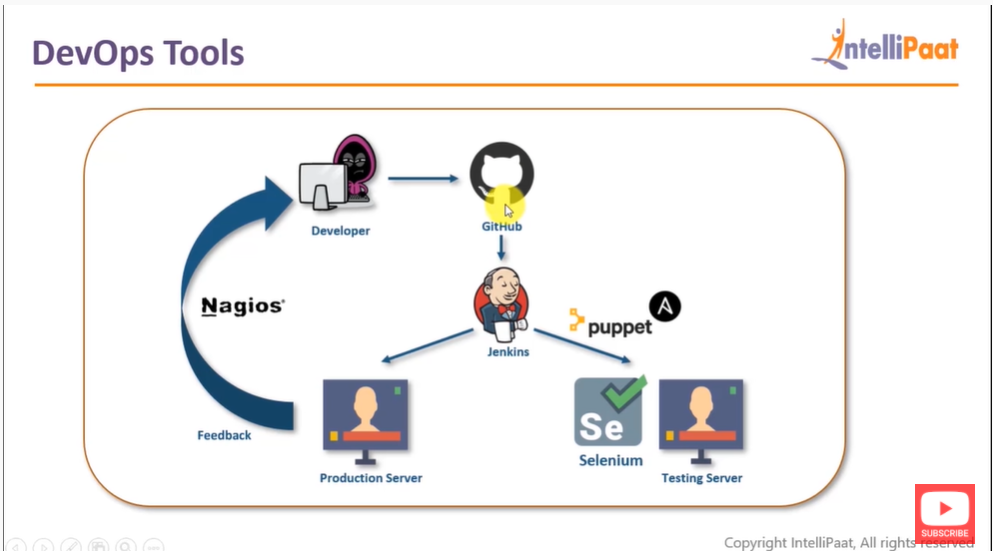 DevOps Tools
IntelliPaat
Developer
GitHub
Nagios
puppet
Jenkins
Feedback
Se
Production Server
Selenium
Testing Server
SUBSCRIBE
Copyright IntelliPaat, All rights reserved